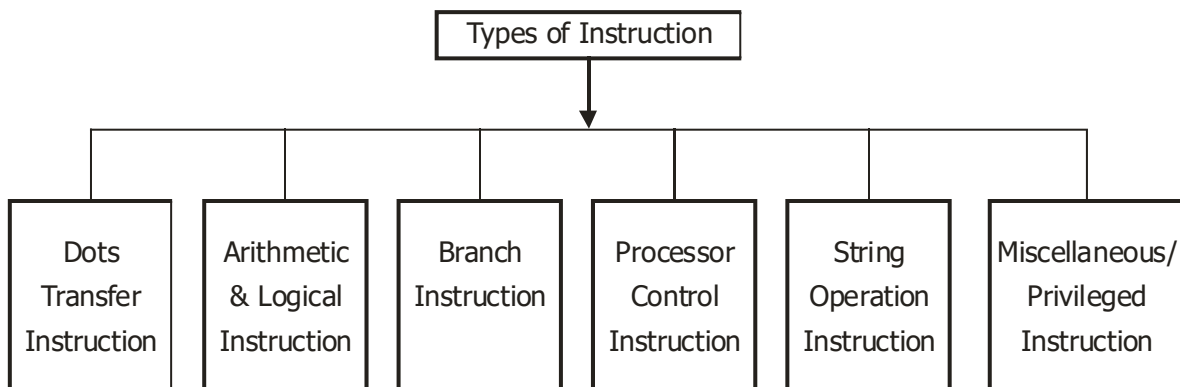 Types of Instruction
Dots
Transfer
Instruction
Arithmetic
& Logical
Instruction
Branch
Instruction
Processor
Control
Instruction
String
Operation
Instruction
Miscellaneous/
Privileged
Instruction